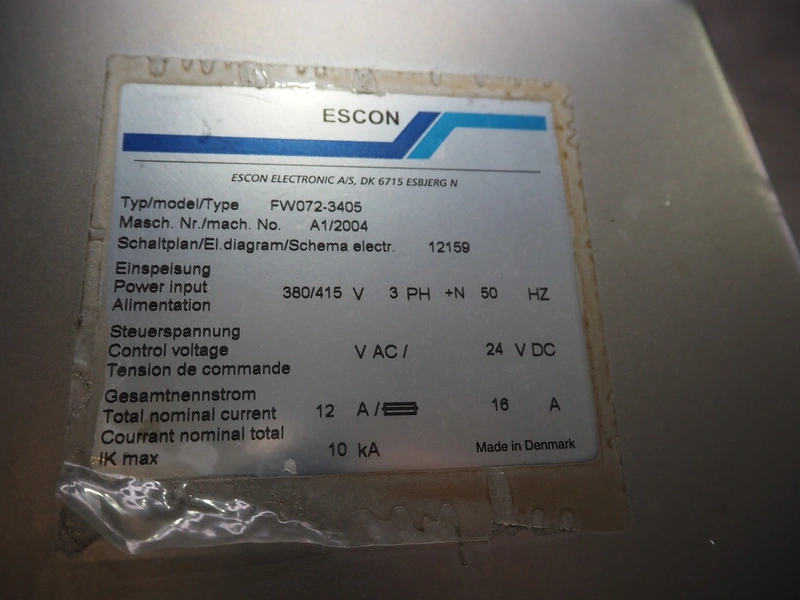 ESCON
ESCON ELECTRONIC A/S, DK 6715 ESBJERG N
Typ/model/Type FW072-3405
Masch. Nr./mach. No. A1/2004
Schaltplan/El.diagram/Schema electr. 12159
Einspeisung
Power input 380/415 V 3 PH +N 50 HZ
Alimentation
Steuerspannung
Control voltage V AC / 24 V DC
Tension de commande
Gesamtnennstrom
Total nominal current 12 A / 16 A
Courrant nominal total
IK max 10 kA Made in Denmark